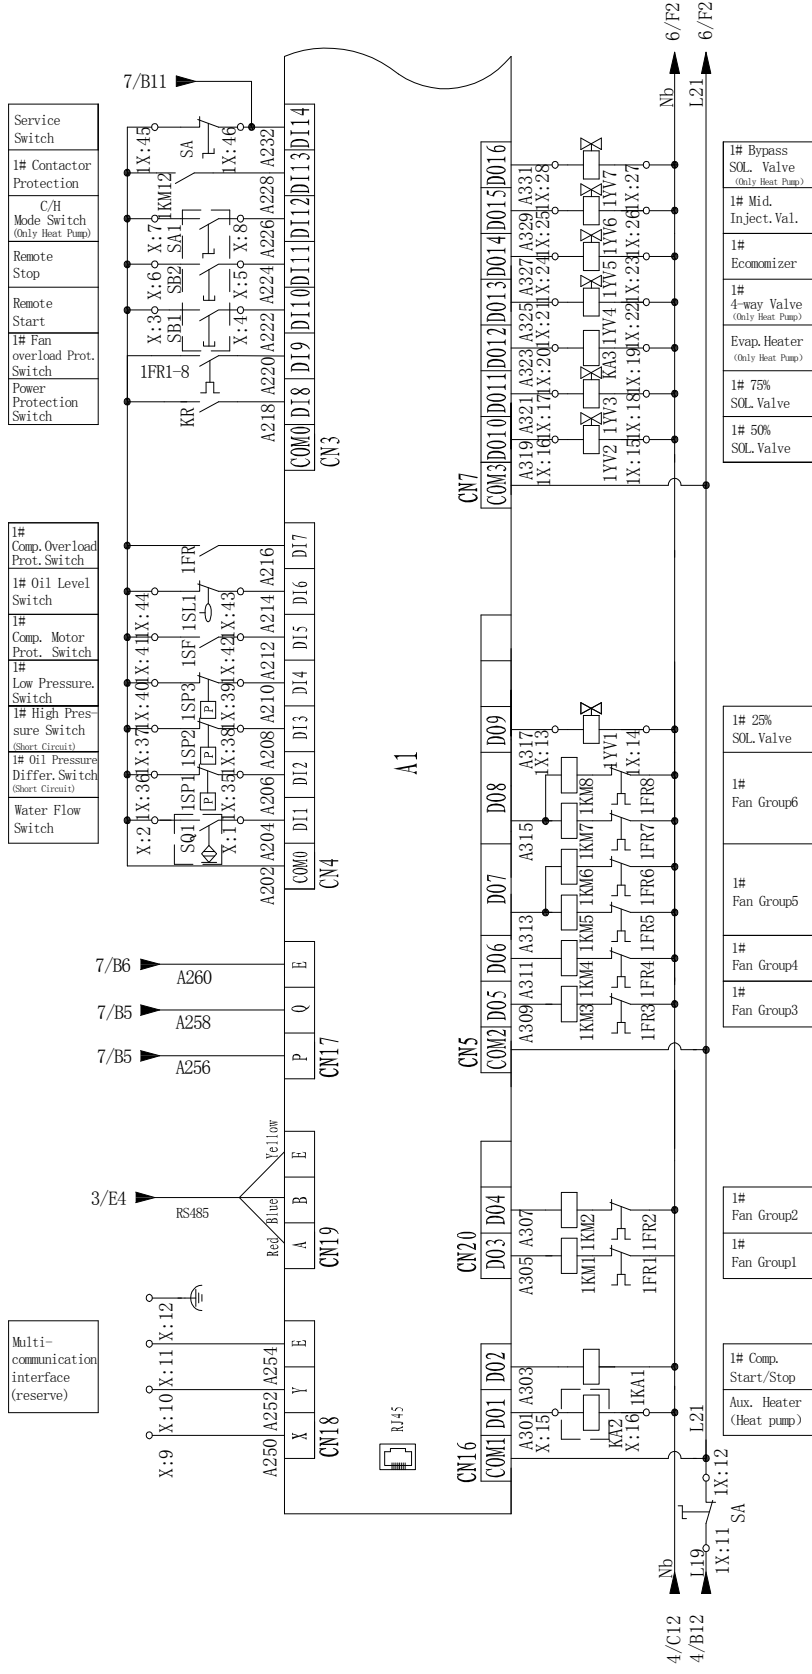 7/B11
Service
Switch
1# Contactor
Protection
C/H
Mode Switch
(Only Heat Pump)
Remote
Stop
Remote
Start
1# Fan
overload Prot.
Switch
Power
Protection
Switch
1X:45
SA
1X:46
A232
DI14
1KM12
A228
DI13
X:7
SA1
X:8
A226
DI12
X:6
SB2
X:5
A224
DI11
X:3
SB1
X:4
A222
DI10
1FR1-8
A220
DI9
KR
A218
DI8
COM0
CN3
1#
Comp.Overload
Prot.Switch
1# Oil Level
Switch
1#
Comp. Motor
Prot. Switch
1#
Low Pressure.
Switch
1# High Pres-
sure Switch
(Short Circuit)
1# Oil Pressure
Differ.Switch
(Short Circuit)
Water Flow
Switch
1FR
A216
DI7
1X:44
1SL1
1X:43
A214
DI6
1X:41
1SF
1X:42
A212
DI5
1X:40
1SP3
P
1X:39
A210
DI4
1X:37
1SP2
P
1X:38
A208
DI3
1X:36
1SP1
P
1X:35
A206
DI2
X:2
SQ1
X:1
A204
DI1
A202
COM0
CN4
A1
7/B6
A260
E
7/B5
A258
Q
7/B5
A256
P
CN17
3/E4
RS485
Yellow
Blue
Red
E
B
A
CN19
Multi-
communication
interface
(reserve)
X:12
X:11
A254
E
X:10
A252
Y
X:9
A250
X
CN18
RJ45
6/F2
6/F2
Nb
L21
DO16
A331
1X:28
1YV7
1X:27
DO15
A329
1X:25
1YV6
1X:26
DO14
A327
1X:24
1YV5
1X:23
DO13
A325
1X:21
1YV4
1X:22
DO12
A323
1X:20
KA3
1X:19
DO11
A321
1X:17
1YV3
1X:18
DO10
A319
1X:16
1YV2
1X:15
COM3
CN7
1# Bypass
SOL. Valve
(Only Heat Pump)
1# Mid.
Inject.Val.
1#
Ecomomizer
1#
4-way Valve
(Only Heat Pump)
Evap.Heater
(Only Heat Pump)
1# 75%
SOL.Valve
1# 50%
SOL.Valve
DO9
A317
1X:13
1YV1
1X:14
DO8
A315
1KM8
1FR8
1KM7
1FR7
DO7
A313
1KM6
1FR6
1KM5
1FR5
DO6
A311
1KM4
1FR4
DO5
A309
1KM3
1FR3
COM2
CN5
1# 25%
SOL.Valve
1#
Fan Group6
1#
Fan Group5
1#
Fan Group4
1#
Fan Group3
DO4
A307
1KM2
1FR2
DO3
A305
1KM1
1FR1
CN20
1#
Fan Group2
1#
Fan Group1
DO2
A303
1KA1
DO1
A301
X:15
KA2
X:16
COM1
CN16
1# Comp.
Start/Stop
Aux. Heater
(Heat pump)
L21
1X:12
SA
1X:11
Nb
L19
4/C12
4/B12